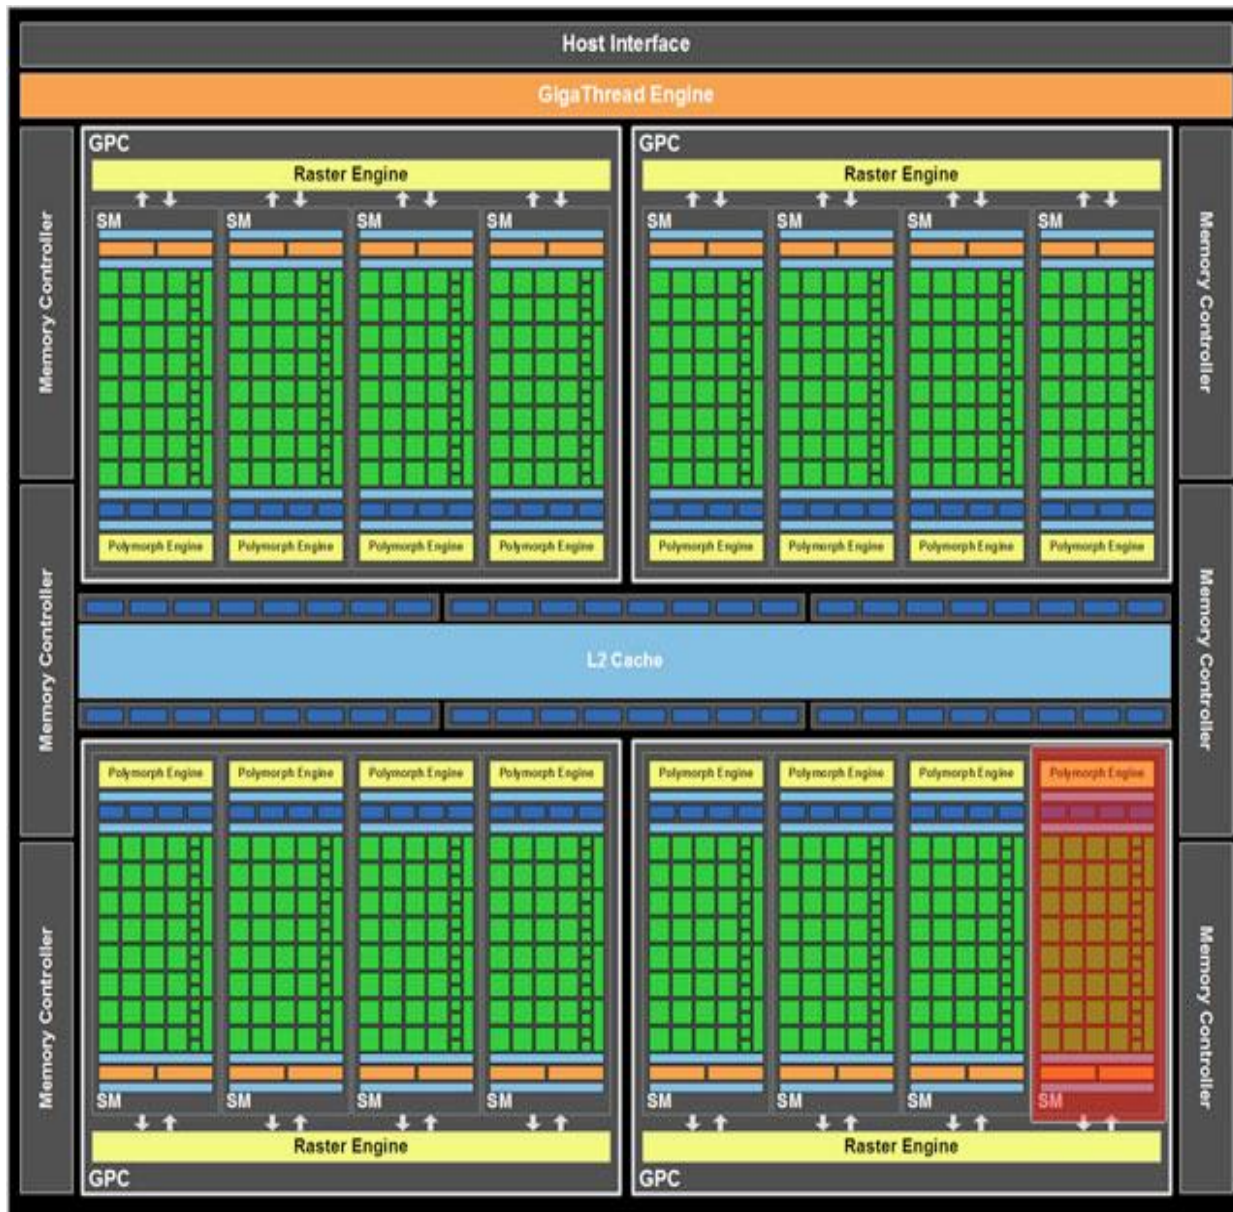 Host Interface
GigaThread Engine
GPC
Raster Engine
SM SM SM SM
Polymorph Engine Polymorph Engine Polymorph Engine Polymorph Engine
GPC
Raster Engine
SM SM SM SM
Polymorph Engine Polymorph Engine Polymorph Engine Polymorph Engine
Memory Controller
Memory Controller
Memory Controller
Memory Controller
Memory Controller
Memory Controller
L2 Cache
Polymorph Engine Polymorph Engine Polymorph Engine Polymorph Engine
SM SM SM SM
Raster Engine
GPC
Polymorph Engine Polymorph Engine Polymorph Engine Polymorph Engine
SM SM SM SM
Raster Engine
GPC